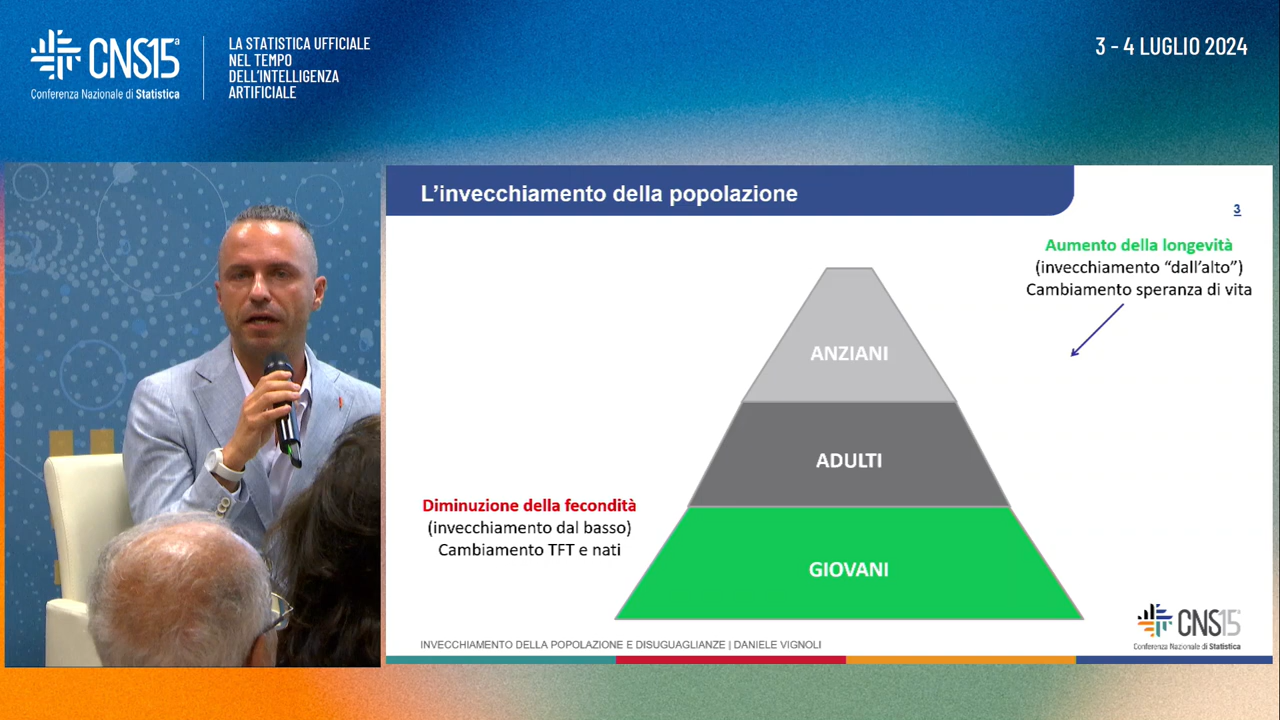 CNS15ª
Conferenza Nazionale di Statistica
LA STATISTICA UFFICIALE
NEL TEMPO
DELL'INTELLIGENZA
ARTIFICIALE
3 - 4 LUGLIO 2024
L'invecchiamento della popolazione
3
Aumento della longevità
(invecchiamento “dall'alto”)
Cambiamento speranza di vita
ANZIANI
ADULTI
Diminuzione della fecondità
(invecchiamento dal basso)
Cambiamento TFT e nati
GIOVANI
INVECCHIAMENTO DELLA POPOLAZIONE E DISUGUAGLIANZE | DANIELE VIGNOLI
CNS15ª
Conferenza Nazionale di Statistica